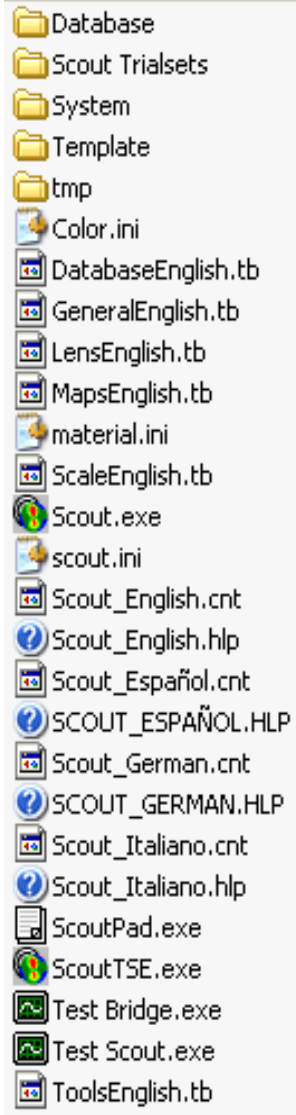 Database
Scout Trialsets
System
Template
tmp
Color.ini
DatabaseEnglish.tb
GeneralEnglish.tb
LensEnglish.tb
MapsEnglish.tb
material.ini
ScaleEnglish.tb
Scout.exe
scout.ini
Scout_English.cnt
Scout_English.hlp
Scout_Español.cnt
SCOUT_ESPAÑOL.HLP
Scout_German.cnt
SCOUT_GERMAN.HLP
Scout_Italiano.cnt
Scout_Italiano.hlp
ScoutPad.exe
ScoutTSE.exe
Test Bridge.exe
Test Scout.exe
ToolsEnglish.tb